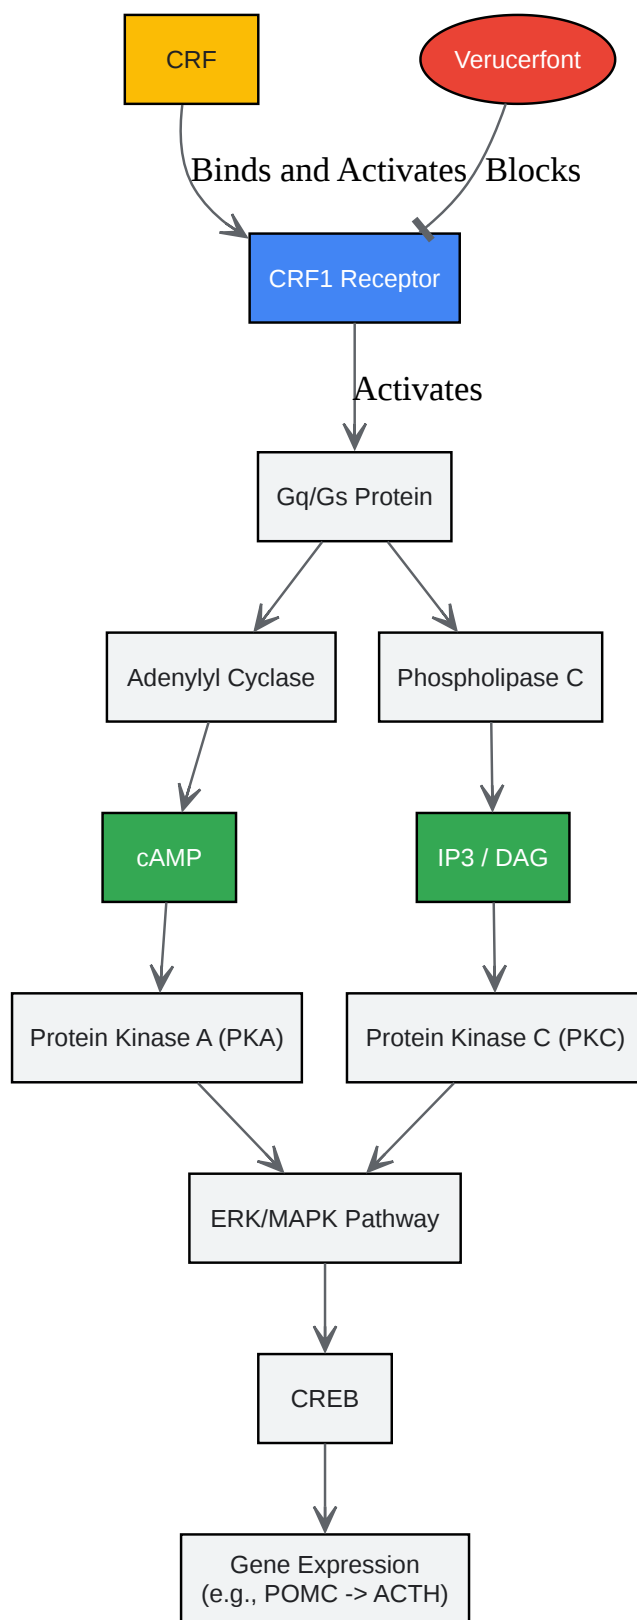 CRF
Verucerfont
Binds and Activates
Blocks
CRF1 Receptor
Activates
Gq/Gs Protein
Adenylyl Cyclase
Phospholipase C
cAMP
IP3 / DAG
Protein Kinase A (PKA)
Protein Kinase C (PKC)
ERK/MAPK Pathway
CREB
Gene Expression
(e.g., POMC -> ACTH)